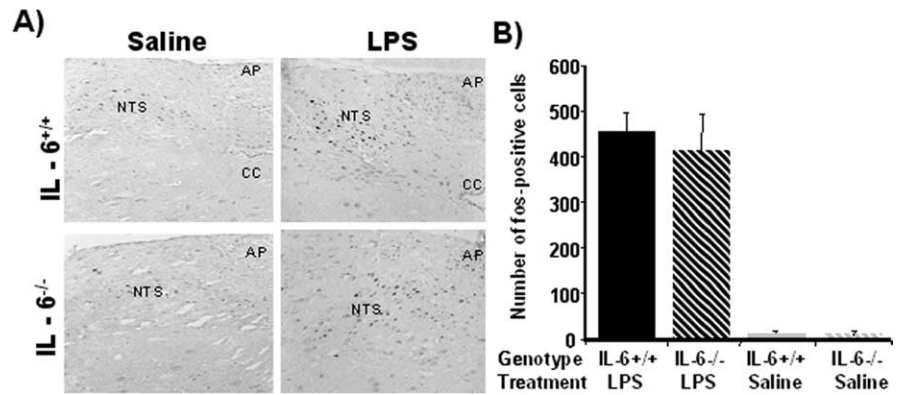 A)
Saline
LPS
IL - 6+/+
AP
NTS
CC
AP
NTS
CC
IL - 6-/-
AP
NTS
AP
NTS
B)
Number of fos-positive cells
600
500
400
300
200
100
0
Genotype IL-6+/+ IL-6-/- IL-6+/+ IL-6-/-
Treatment LPS LPS Saline Saline